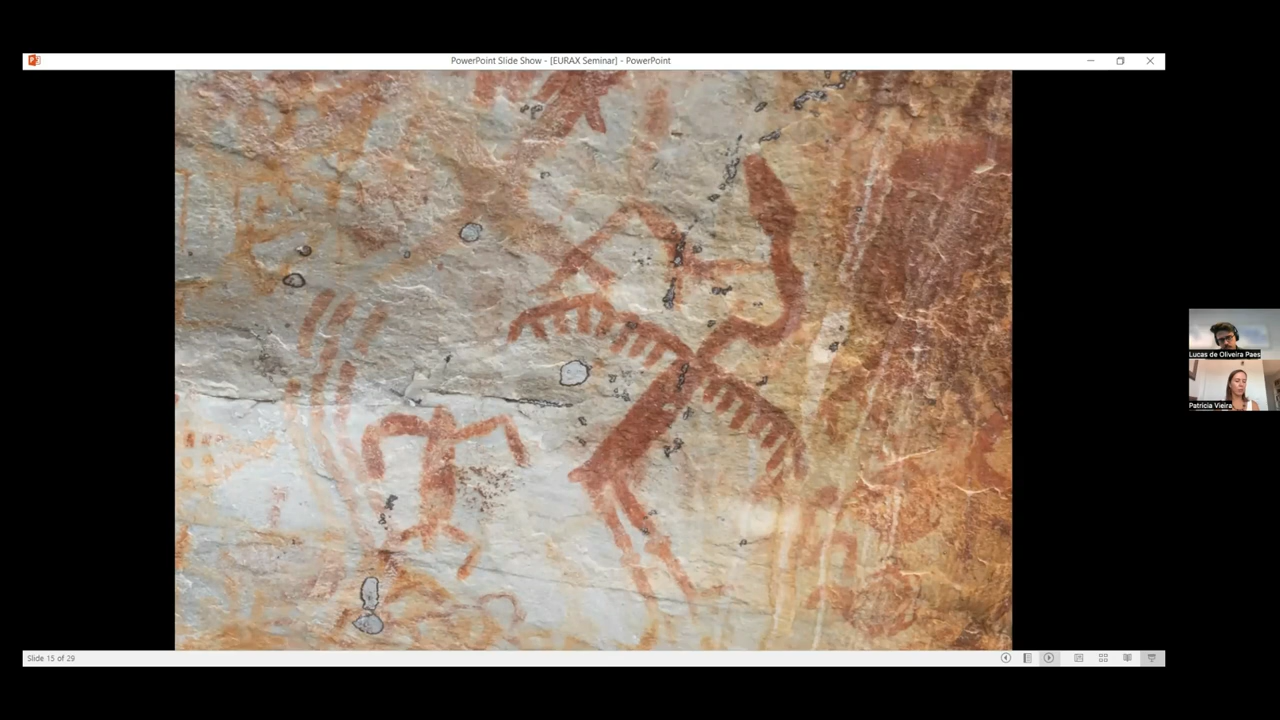 PowerPoint Slide Show - [EURAX Seminar] - PowerPoint
Lucas de Oliveira Paes
Patricia Vieira
Slide 15 of 29